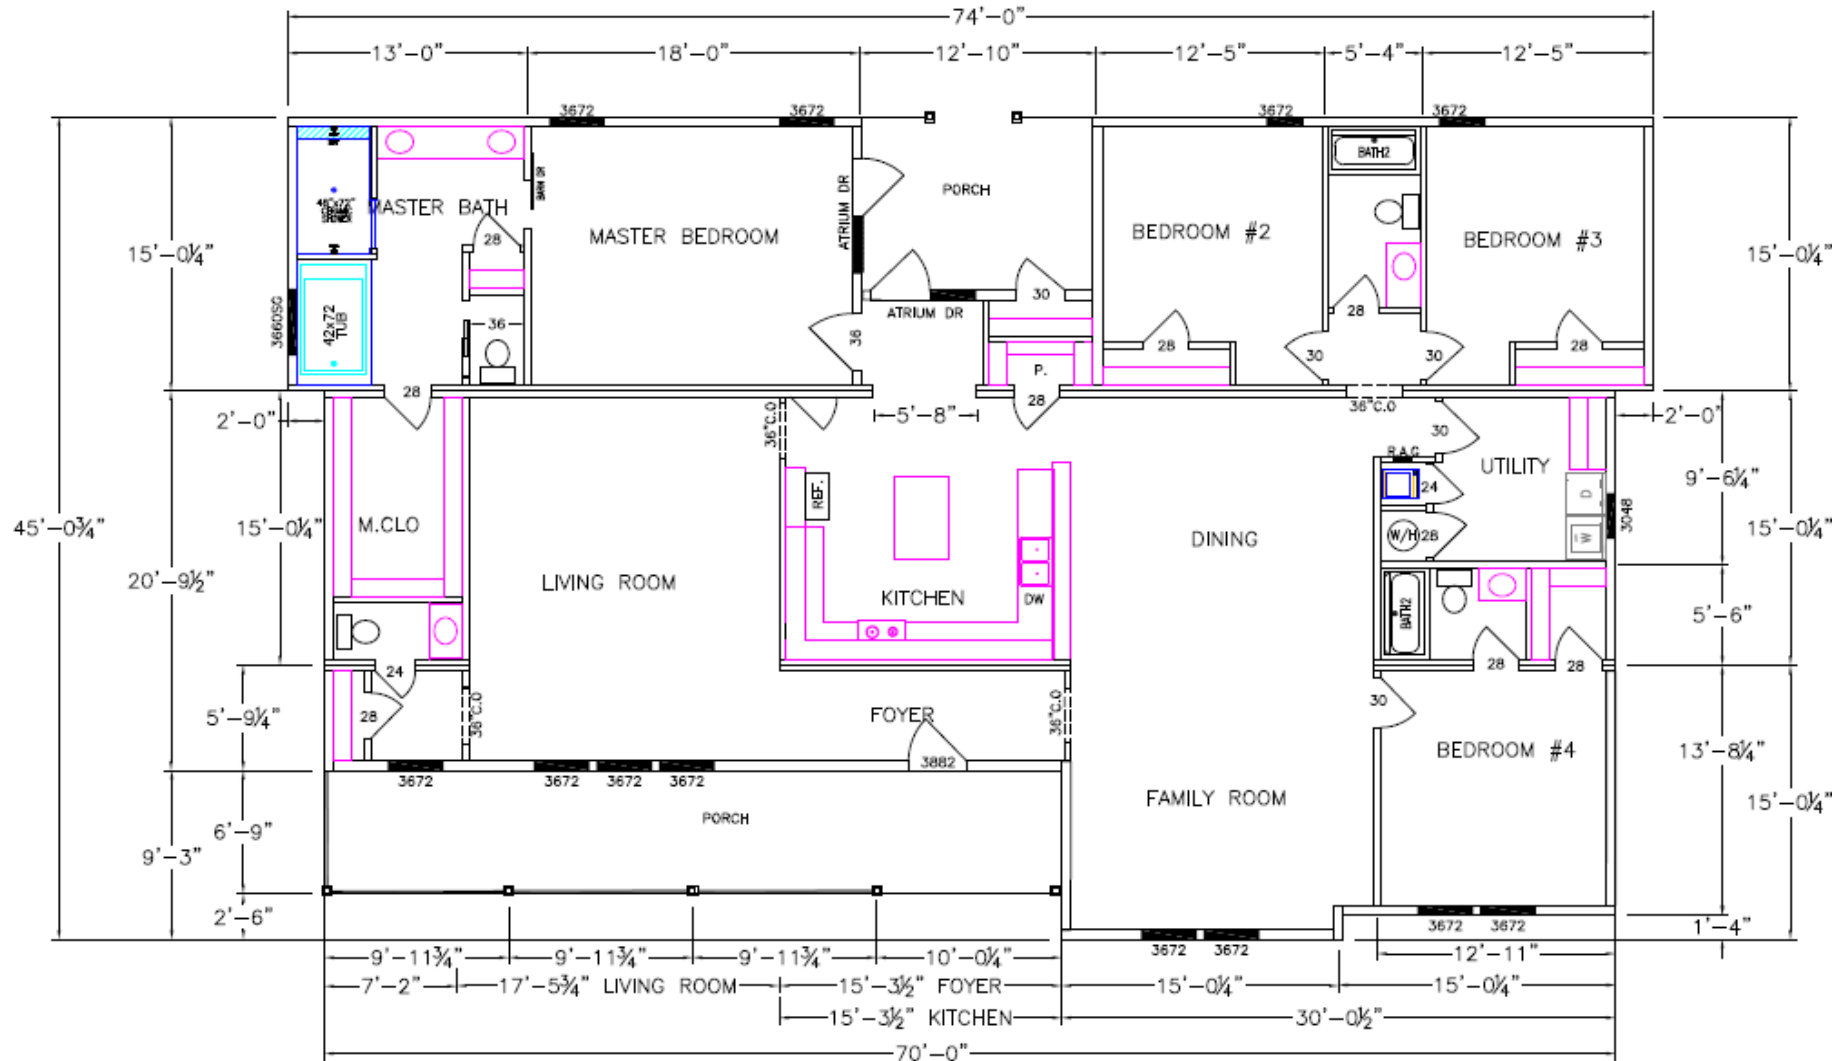 74'-0"
13'-0" 18'-0" 12'-10" 12'-5" 5'-4" 12'-5"
3672 3672 3672 3672
BARN DR
BATH2
48"x72"
MASTER BATH
MASTER BEDROOM
ATRIUM DR
PORCH
BEDROOM #2
BEDROOM #3
28
15'-0¼"
15'-0¼"
3660SG
42x72
TUB
36
36
ATRIUM DR
30
28
28
28
30
30
P.
28
28
5'-8"
36"C.O
36"C.O
2'-0"
2'-0"
30
R.A.G
UTILITY
M.CLO
REF.
24
D
W
3048
9'-6¼"
45'-0¾"
15'-0¼"
15'-0¼"
W/H
28
DINING
20'-9½"
LIVING ROOM
KITCHEN
DW
BATH2
5'-6"
24
28
28
28
5'-9¼"
36"C.O
FOYER
36"C.O
30
3882
BEDROOM #4
13'-8¼"
15'-0¼"
3672 3672 3672 3672
FAMILY ROOM
PORCH
6'-9"
9'-3"
2'-6"
3672 3672
3672 3672
1'-4"
9'-11¾" 9'-11¾" 9'-11¾" 10'-0¼" 12'-11"
7'-2" 17'-5¾" LIVING ROOM 15'-3½" FOYER 15'-0¼" 15'-0¼"
15'-3½" KITCHEN 30'-0½"
70'-0"